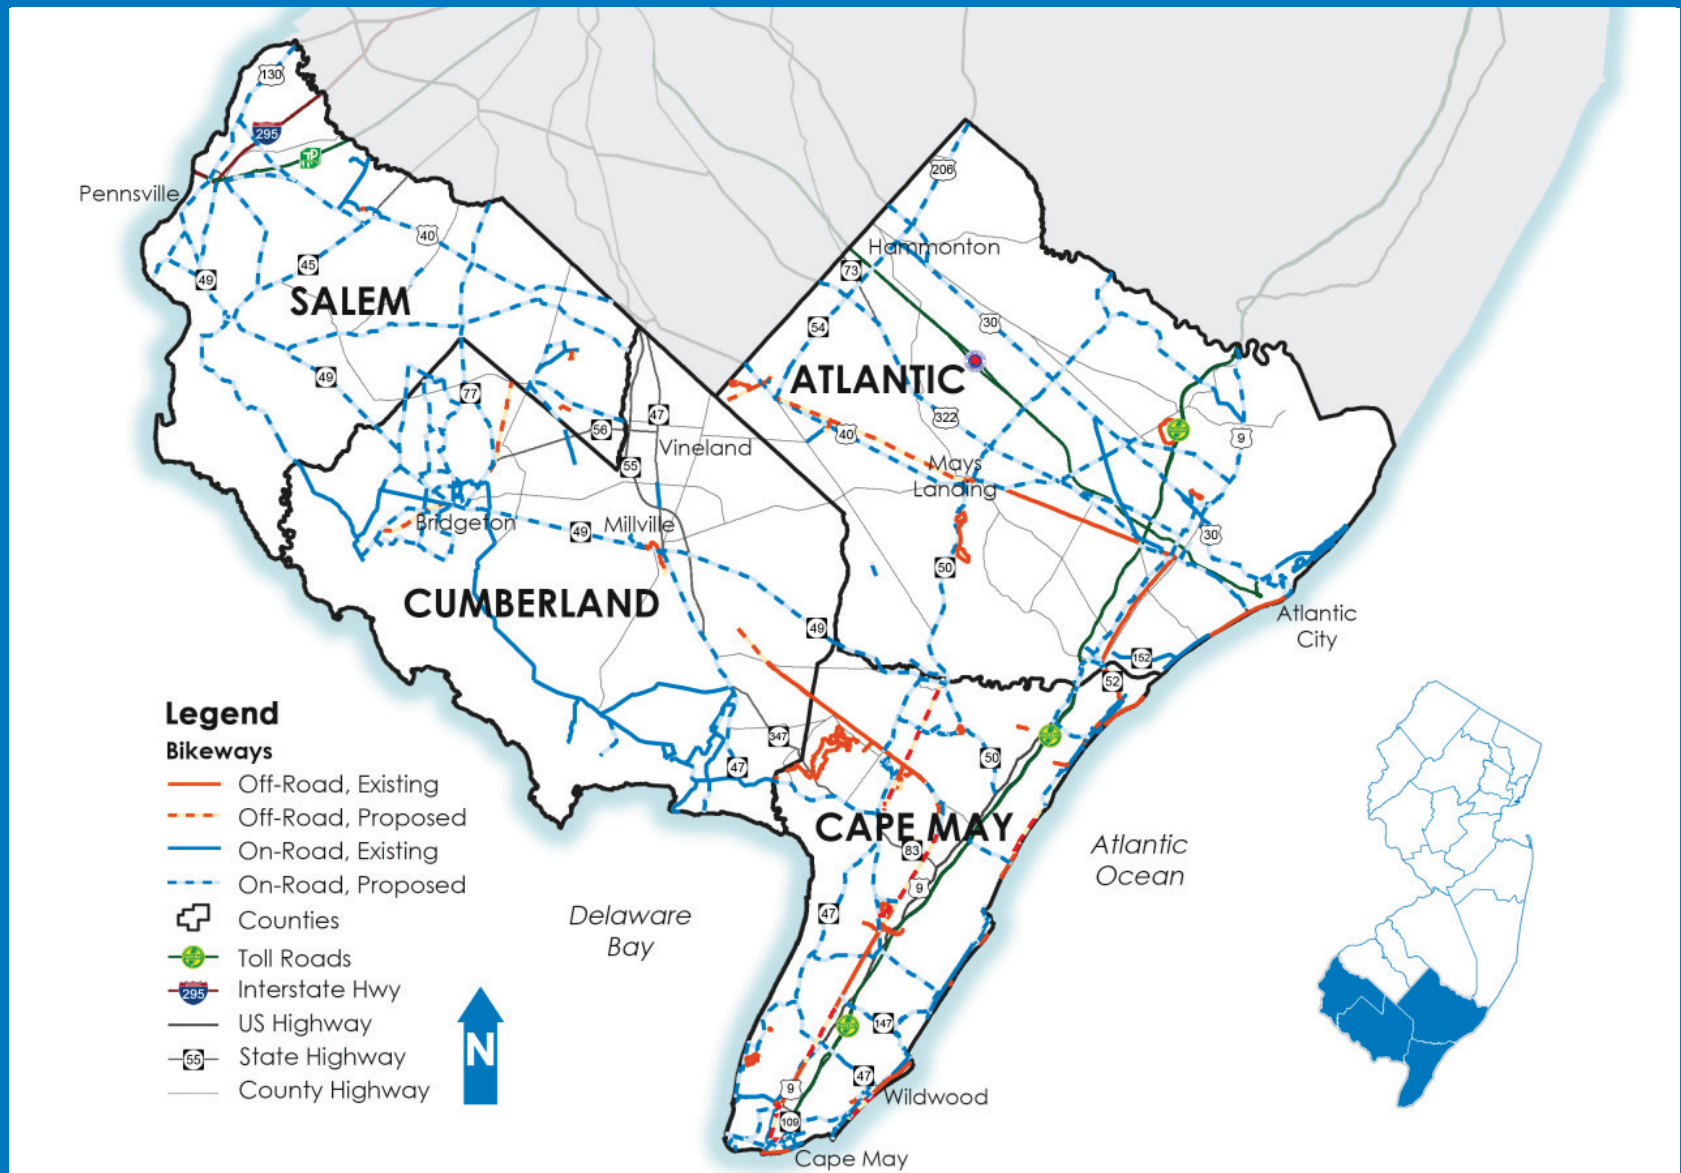 130
295
TP
Pennsville
206
40
Hammonton
45
73
49
SALEM
54
30
49
ATLANTIC
77
47
322
56
40
9
Vineland
55
Mays
Landing
Bridgeton
49
Millville
30
50
CUMBERLAND
Atlantic
City
49
152
52
Legend
Bikeways
347
50
47
Off-Road, Existing
Off-Road, Proposed
CAPE MAY
On-Road, Existing
83
Atlantic
Ocean
On-Road, Proposed
9
Counties
47
Delaware
Bay
Toll Roads
295
Interstate Hwy
US Highway
147
55
State Highway
N
County Highway
47
9
Wildwood
109
Cape May